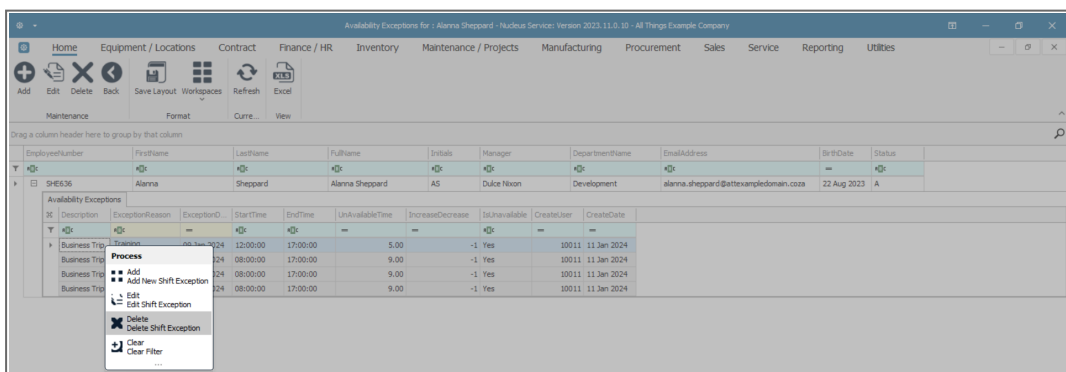 Availability Exceptions for : Alanna Sheppard - Nucleus Service: Version 2023.11.0.10 - All Things Example Company
Home Equipment / Locations Contract Finance / HR Inventory Maintenance / Projects Manufacturing Procurement Sales Service Reporting Utilities
Add Edit Delete Back Save Layout Workspaces Refresh Excel
Maintenance Format Curre... View
Drag a column header here to group by that column
EmployeeNumber FirstName LastName FullName Initials Manager DepartmentName EmailAddress BirthDate Status
SHE636 Alanna Sheppard Alanna Sheppard AS Dulce Nixon Development alanna.sheppard@attexampledomain.coza 22 Aug 2023 A
Availability Exceptions
Description ExceptionReason ExceptionD... StartTime EndTime UnAvailableTime IncreaseDecrease IsUnavailable CreateUser CreateDate
Business Trip Training 09 Jan 2024 12:00:00 17:00:00 5.00 -1 Yes 10011 11 Jan 2024
Business Trip 024 08:00:00 17:00:00 9.00 -1 Yes 10011 11 Jan 2024
Business Trip 024 08:00:00 17:00:00 9.00 -1 Yes 10011 11 Jan 2024
Business Trip 024 08:00:00 17:00:00 9.00 -1 Yes 10011 11 Jan 2024
Process
Add
Add New Shift Exception
Edit
Edit Shift Exception
Delete
Delete Shift Exception
Clear
Clear Filter
...